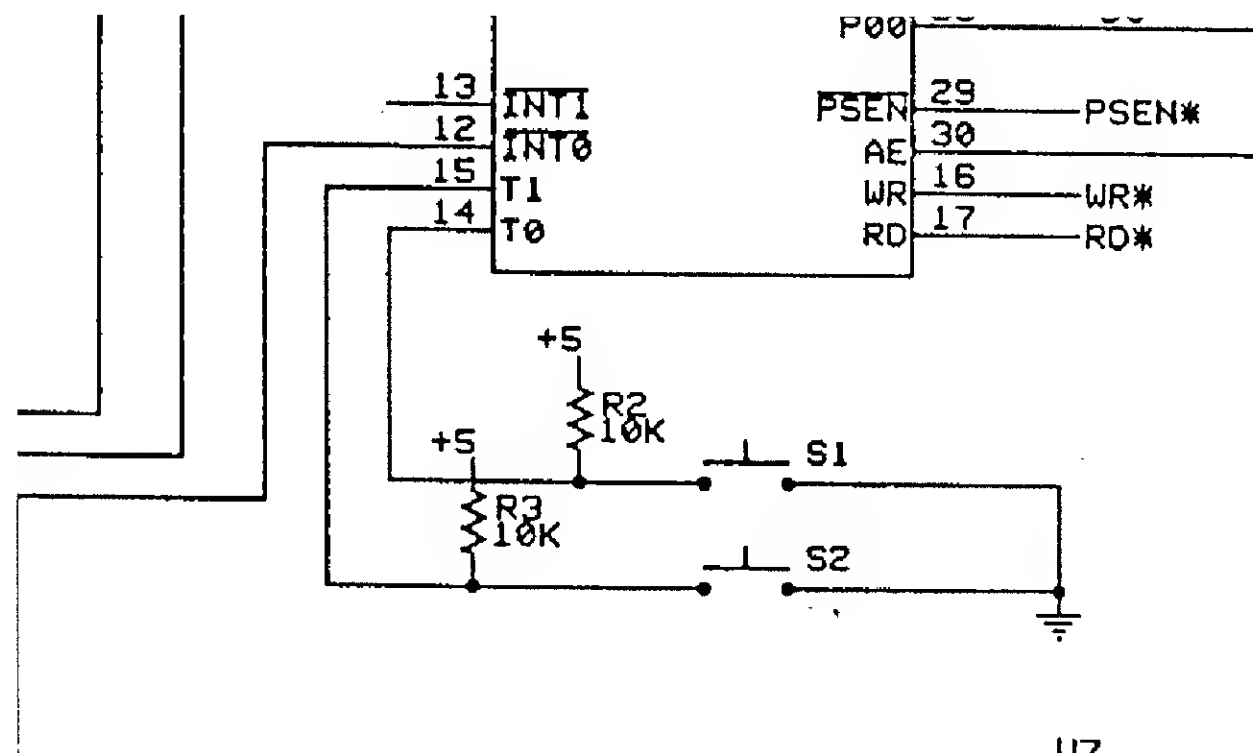 P00
13 INT1
PSEN 29 PSEN*
12 INT0
AE 30
15 T1
WR 16 WR*
14 T0
RD 17 RD*
+5
R2
10K
+5
S1
R3
10K
S2